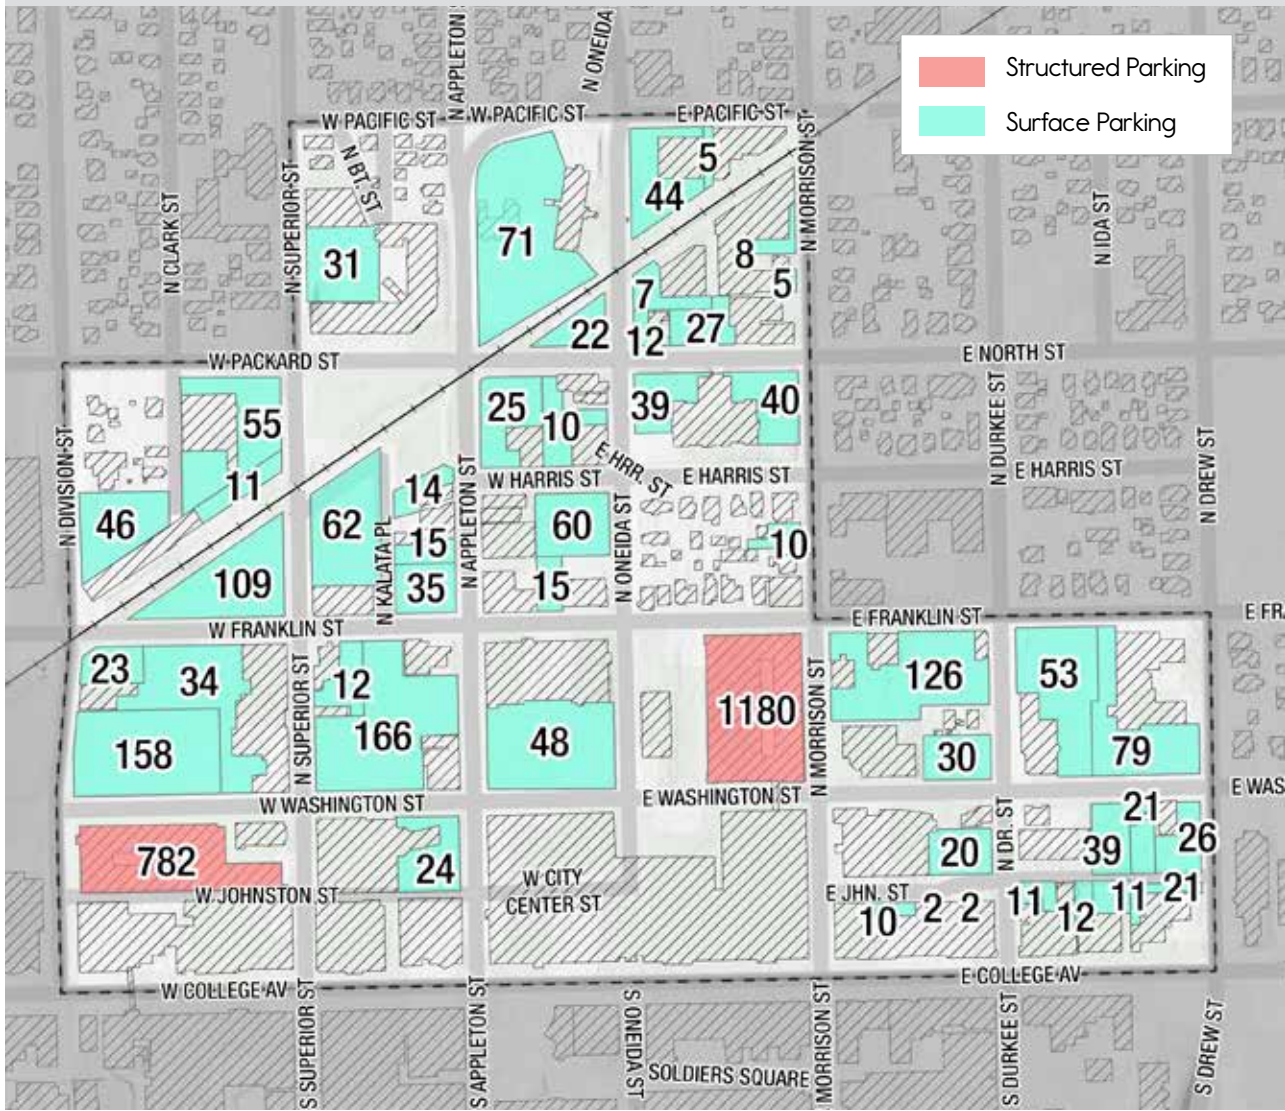 Structured Parking
Surface Parking
N APPLETON S
N ONEIDA
W PACIFIC ST
W PACIFIC ST
E PACIFIC ST
N BT. ST
N SUPERIOR ST
N CLARK ST
N MORRISON ST
N IDA ST
5
44
71
31
8
5
7
22
12
27
W PACKARD ST
E NORTH ST
55
25
10
39
40
N DIVISION ST
N DURKEE ST
N DREW ST
11
46
14
62
15
35
109
N KALATA PL
N APPLETON ST
W HARRIS ST
E HRR. ST
E HARRIS ST
E HARRIS ST
60
15
N ONEIDA ST
10
W FRANKLIN ST
E FRANKLIN ST
E FRA
23
34
158
N SUPERIOR ST
12
166
48
1180
N MORRISON ST
126
30
53
79
W WASHINGTON ST
E WASHINGTON ST
E WAS
782
24
W CITY
CENTER ST
20
N DR. ST
21
39
26
W JOHNSTON ST
E JHN. ST
10
2
2
11
12
11
21
W COLLEGE AV
E COLLEGE AV
S SUPERIOR ST
S APPLETON ST
S ONEIDA ST
SOLDIERS SQUARE
MORRISON ST
S DURKEE ST
S DREW ST